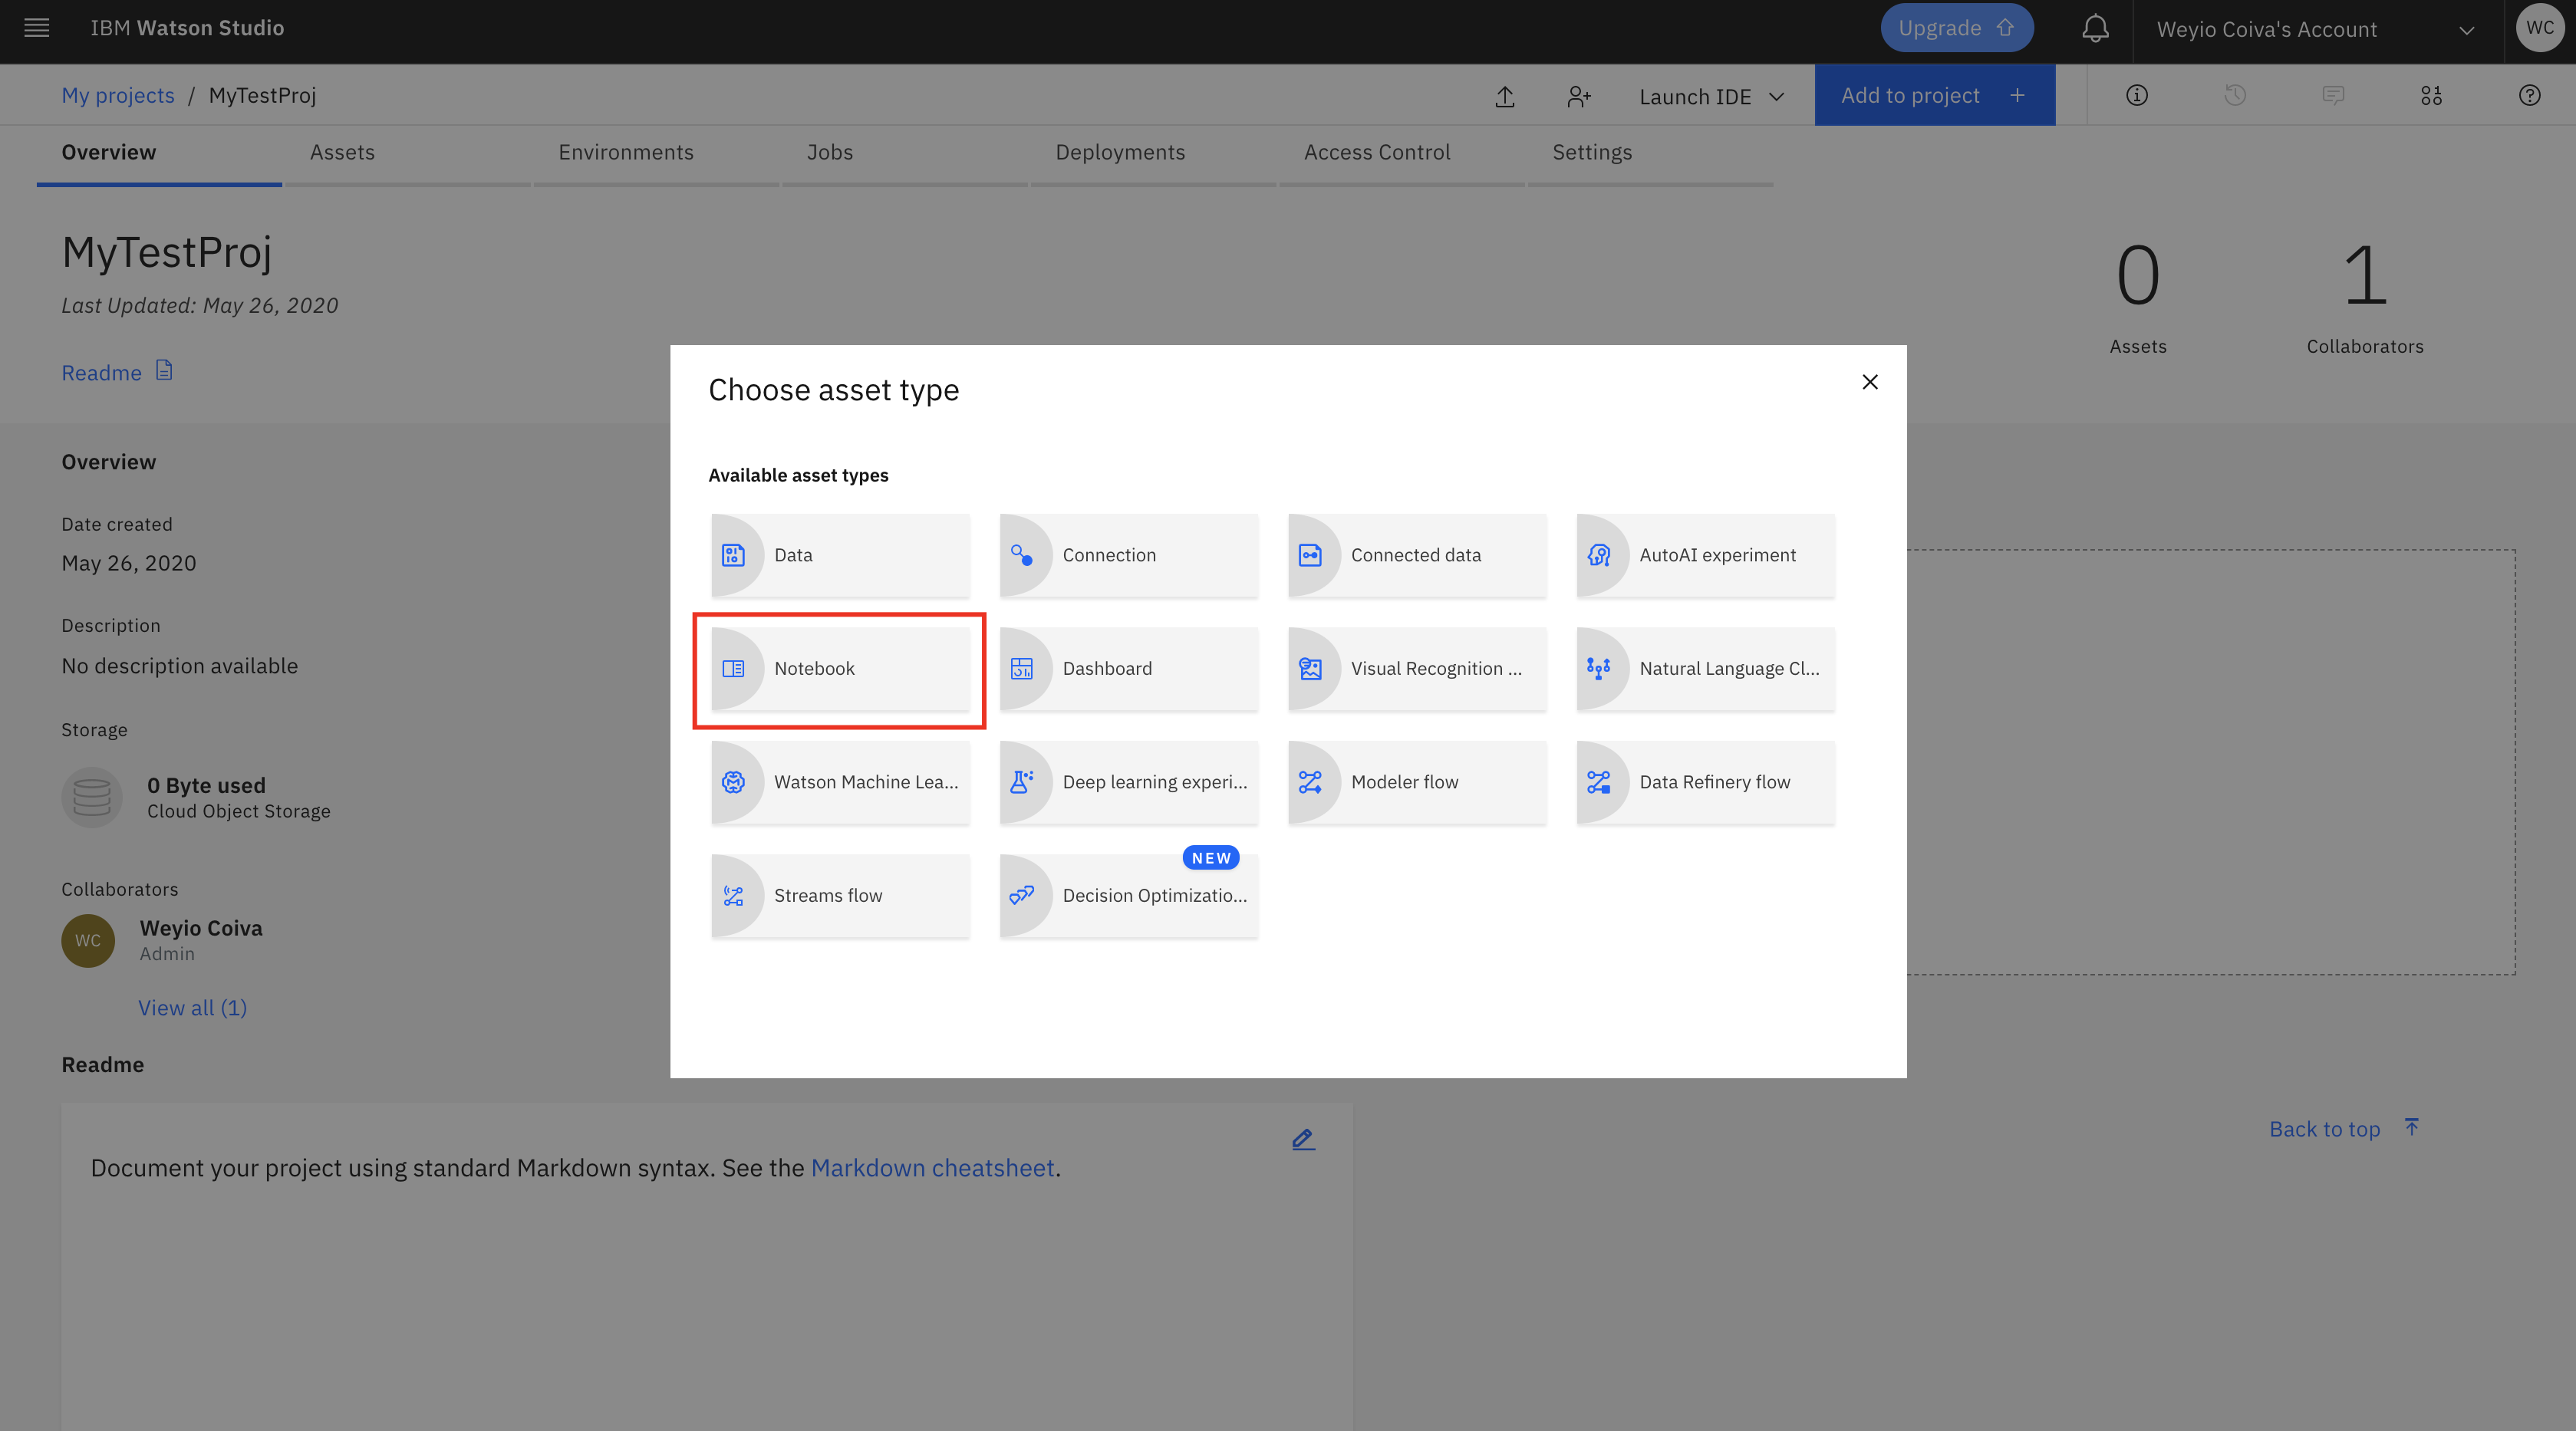 IBM Watson Studio
Upgrade
Weyio Coiva's Account
WC
My projects / MyTestProj
Launch IDE
Add to project +
Overview
Assets
Environments
Jobs
Deployments
Access Control
Settings
MyTestProj
Last Updated: May 26, 2020
Readme
0
Assets
1
Collaborators
Overview
Date created
May 26, 2020
Description
No description available
Storage
0 Byte used
Cloud Object Storage
Collaborators
WC
Weyio Coiva
Admin
View all (1)
Readme
Document your project using standard Markdown syntax. See the Markdown cheatsheet.
Back to top
Choose asset type
Available asset types
Data
Connection
Connected data
AutoAI experiment
Notebook
Dashboard
Visual Recognition ...
Natural Language Cl...
Watson Machine Lea...
Deep learning experi...
Modeler flow
Data Refinery flow
Streams flow
NEW
Decision Optimizatio...